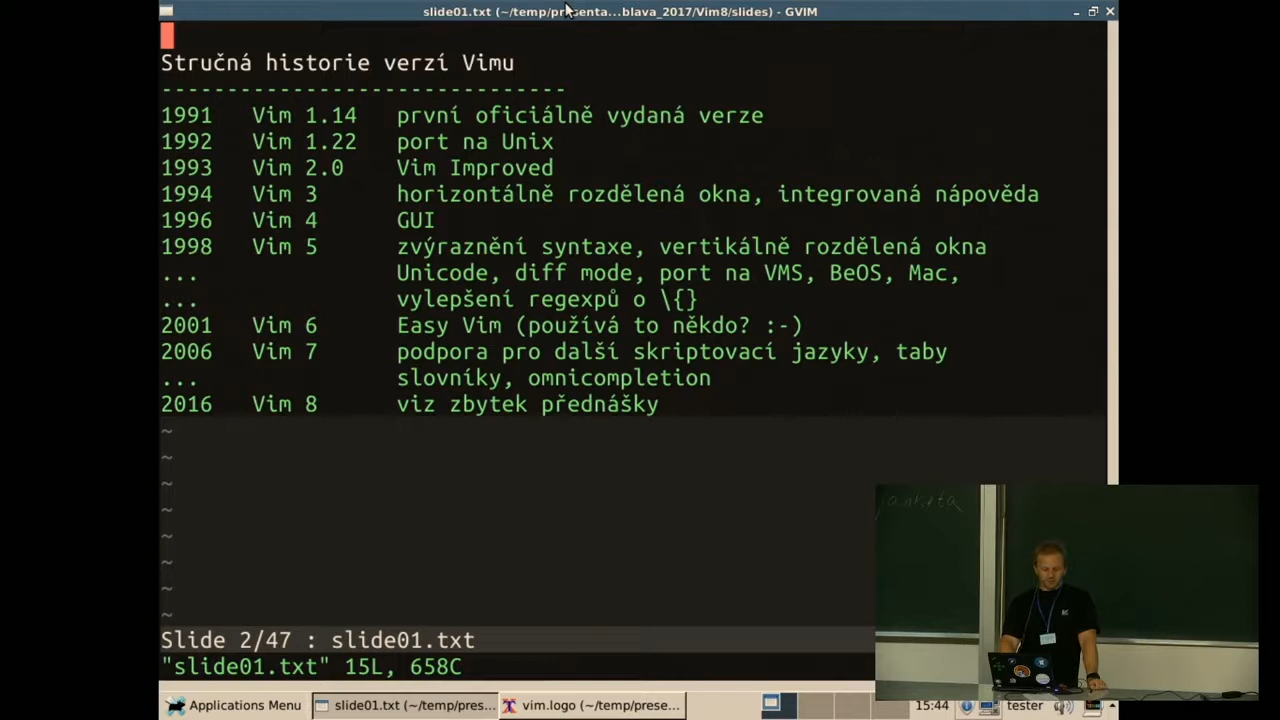 slide01.txt (~/temp/presenta...blava_2017/Vim8/slides) - GVIM
Stručná historie verzí Vimu
-------------------------------
1991 Vim 1.14 první oficiálně vydaná verze
1992 Vim 1.22 port na Unix
1993 Vim 2.0 Vim Improved
1994 Vim 3 horizontálně rozdělená okna, integrovaná nápověda
1996 Vim 4 GUI
1998 Vim 5 zvýraznění syntaxe, vertikálně rozdělená okna
... Unicode, diff mode, port na VMS, BeOS, Mac,
... vylepšení regexpů o \{}
2001 Vim 6 Easy Vim (používá to někdo? :-)
2006 Vim 7 podpora pro další skriptovací jazyky, taby
... slovníky, omnicompletion
2016 Vim 8 viz zbytek přednášky
~
~
~
~
~
~
~
~
Slide 2/47 : slide01.txt
"slide01.txt" 15L, 658C
Applications Menu
slide01.txt (~/temp/pres...
vim.logo (~/temp/prese...
15:44
tester